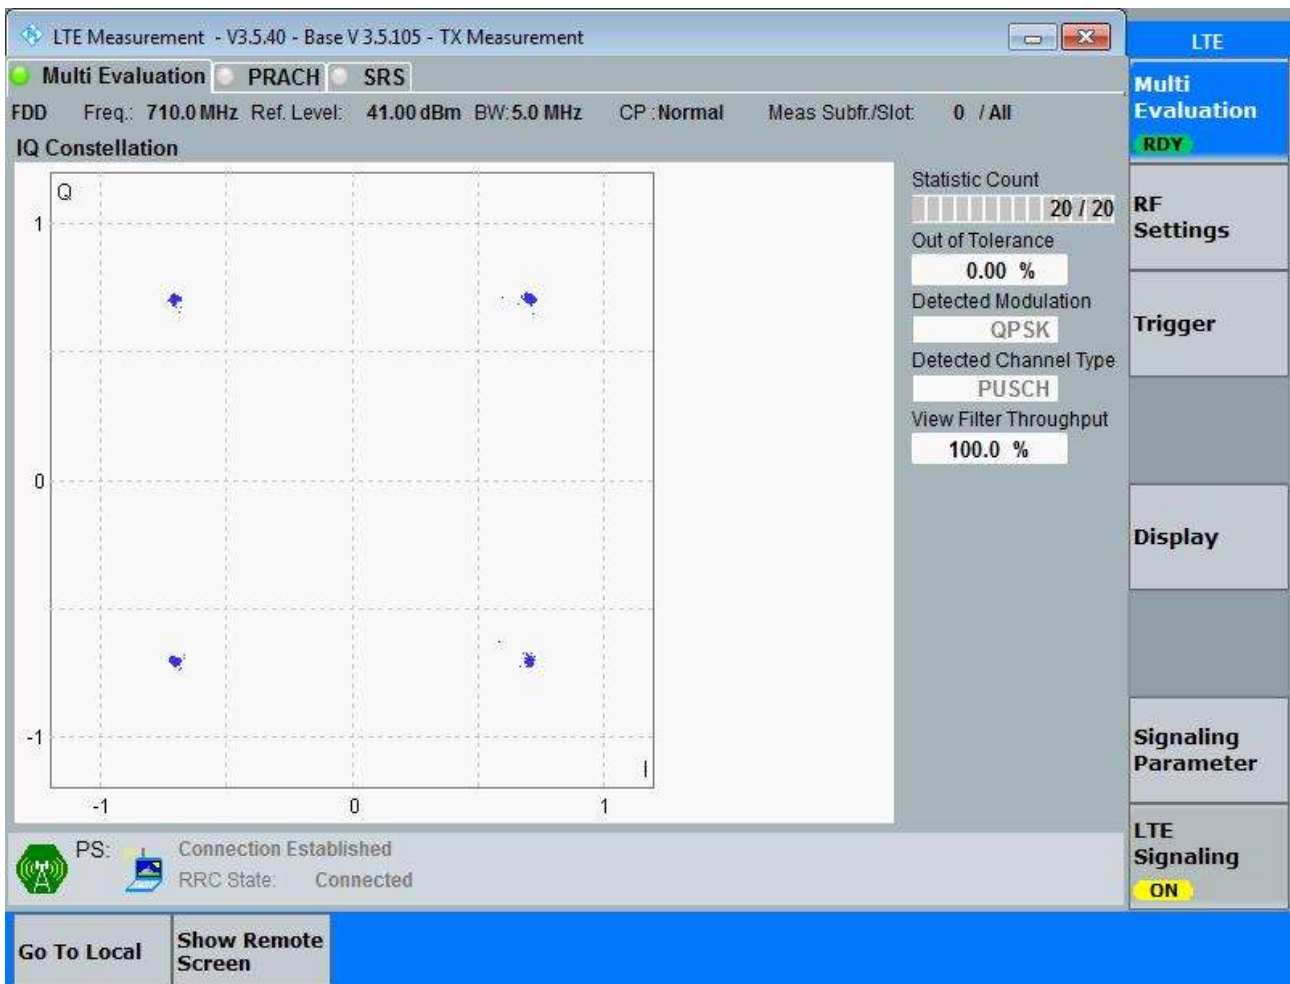 LTE Measurement - V3.5.40 - Base V 3.5.105 - TX Measurement
LTE
Multi Evaluation PRACH SRS
FDD Freq.: 710.0 MHz Ref. Level: 41.00 dBm BW: 5.0 MHz CP : Normal Meas Subfr./Slot: 0 / All
IQ Constellation
Q
1
0
-1
-1 0 1
I
Statistic Count
20 / 20
Out of Tolerance
0.00 %
Detected Modulation
QPSK
Detected Channel Type
PUSCH
View Filter Throughput
100.0 %
Multi
Evaluation
RDY
RF
Settings
Trigger
Display
Signaling
Parameter
LTE
Signaling
ON
PS: Connection Established
RRC State: Connected
Go To Local
Show Remote
Screen